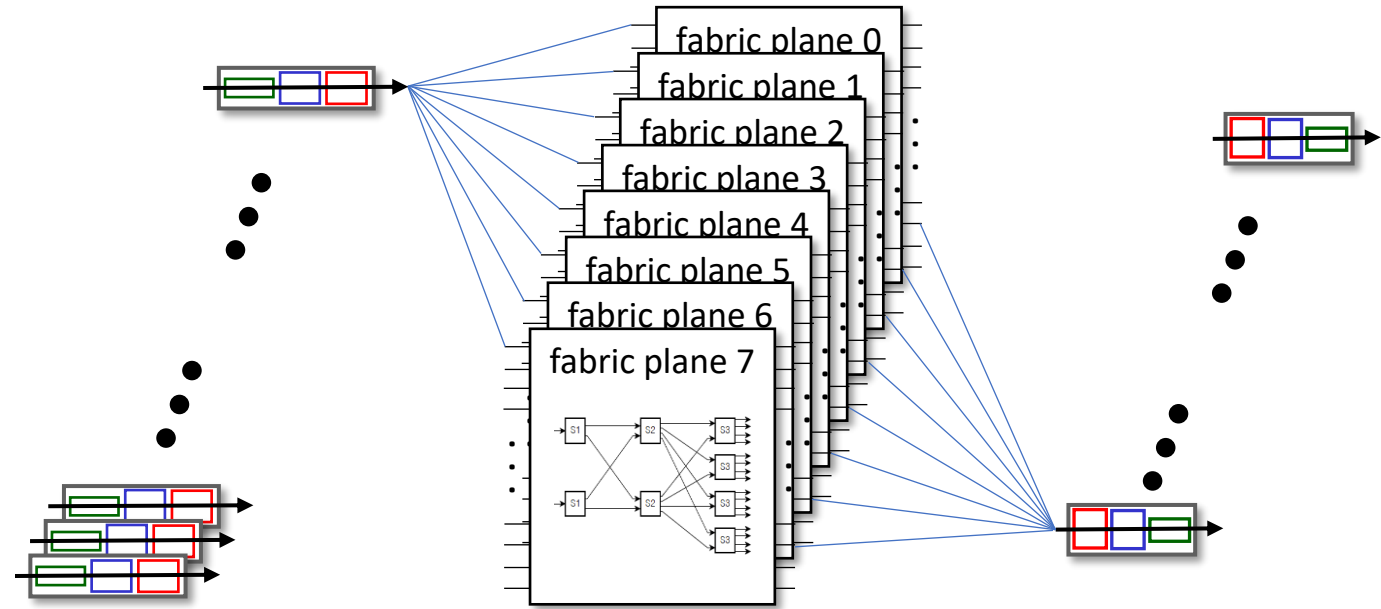 fabric plane 0
fabric plane 1
fabric plane 2
fabric plane 3
fabric plane 4
fabric plane 5
fabric plane 6
fabric plane 7
S1 S2 S3
S3
S1 S2 S3
S3